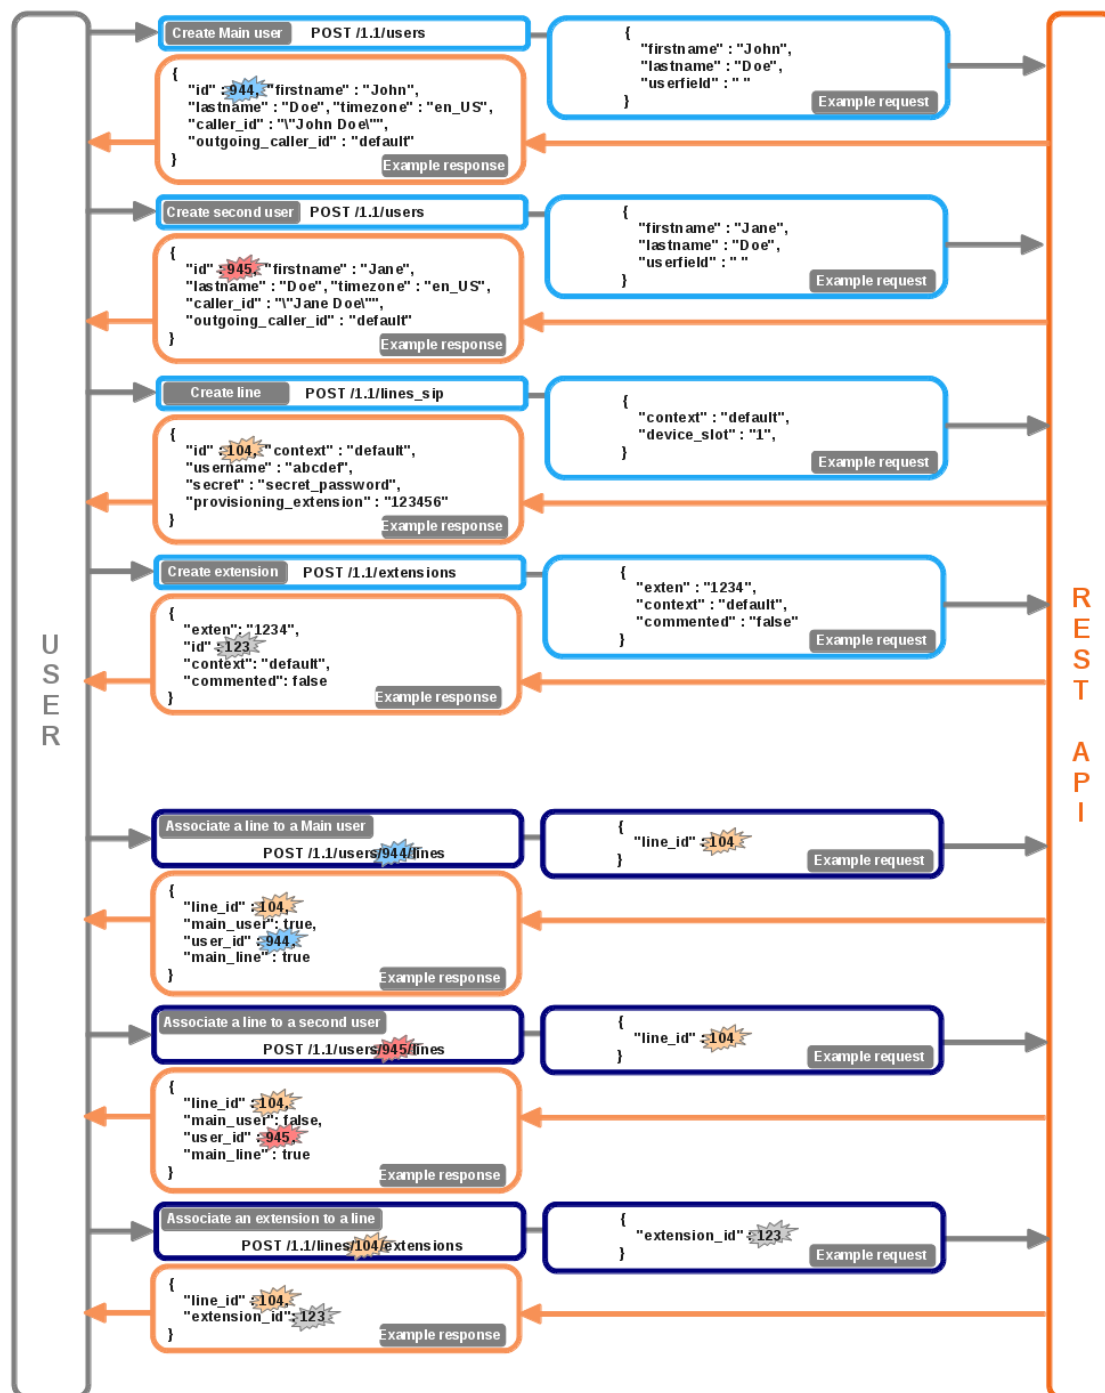 USER
REST API
Create Main user POST /1.1/users
{
"firstname" : "John",
"lastname" : "Doe",
"userfield" : " "
}
Example request
{
"id" : 944, "firstname" : "John",
"lastname" : "Doe", "timezone" : "en_US",
"caller_id" : "\"John Doe\"",
"outgoing_caller_id" : "default"
}
Example response
Create second user POST /1.1/users
{
"firstname" : "Jane",
"lastname" : "Doe",
"userfield" : " "
}
Example request
{
"id" : 945, "firstname" : "Jane",
"lastname" : "Doe", "timezone" : "en_US",
"caller_id" : "\"Jane Doe\"",
"outgoing_caller_id" : "default"
}
Example response
Create line POST /1.1/lines_sip
{
"context" : "default",
"device_slot" : "1",
}
Example request
{
"id" : 104, "context" : "default",
"username" : "abcdef",
"secret" : "secret_password",
"provisioning_extension" : "123456"
}
Example response
Create extension POST /1.1/extensions
{
"exten" : "1234",
"context" : "default",
"commented" : "false"
}
Example request
{
"exten": "1234",
"id" : 123
"context": "default",
"commented": false
}
Example response
Associate a line to a Main user
POST /1.1/users/944/lines
{
"line_id" : 104
}
Example request
{
"line_id" : 104,
"main_user": true,
"user_id" : 944,
"main_line" : true
}
Example response
Associate a line to a second user
POST /1.1/users/945/lines
{
"line_id" : 104
}
Example request
{
"line_id" : 104,
"main_user": false,
"user_id" : 945,
"main_line" : true
}
Example response
Associate an extension to a line
POST /1.1/lines/104/extensions
{
"extension_id" : 123
}
Example request
{
"line_id" : 104,
"extension_id": 123
}
Example response